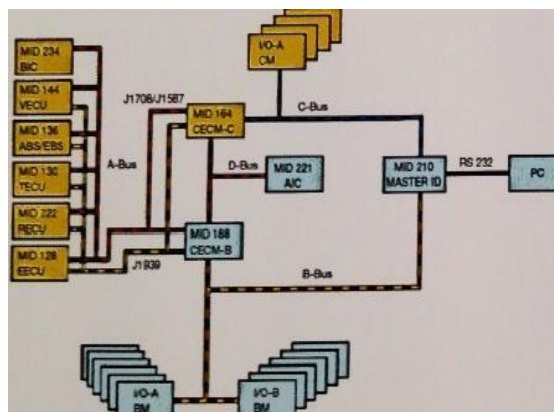 MID 234
BIC
MID 144
VECU
MID 136
ABS/EBS
MID 130
TECU
MID 222
RECU
MID 128
EECU
A-Bus
J1708/J1587
J1939
I/O-A
CM
MID 164
CECM-C
C-Bus
D-Bus
MID 221
AIC
MID 210
MASTER ID
RS 232
PC
MID 188
CECM-B
B-Bus
I/O-A
BM
I/O-B
BM